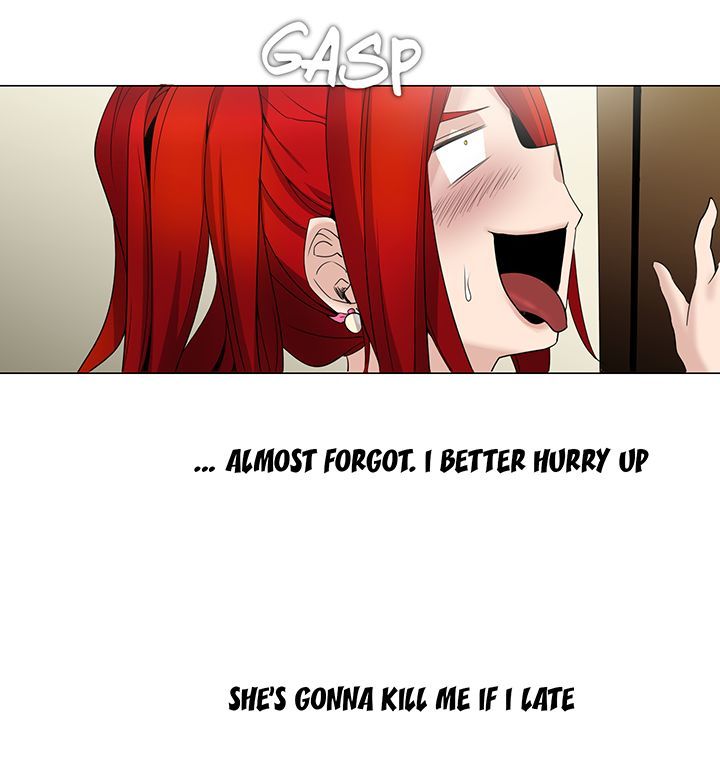 GASP
... ALMOST FORGOT. I BETTER HURRY UP
SHE'S GONNA KILL ME IF I LATE